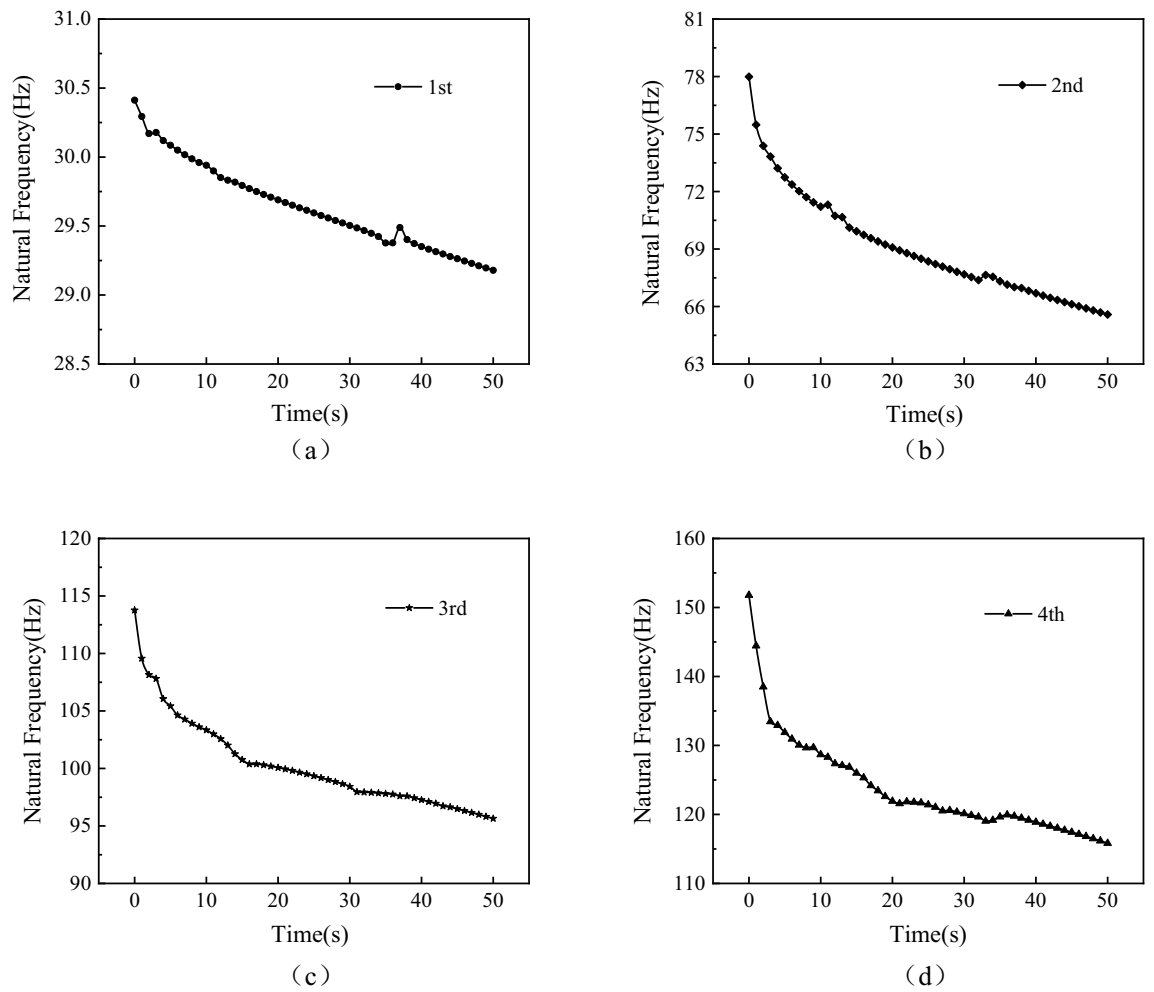 31.0
30.5
30.0
29.5
29.0
28.5
Natural Frequency(Hz)
1st
0 10 20 30 40 50
Time(s)
（a）
81
78
75
72
69
66
63
Natural Frequency(Hz)
2nd
0 10 20 30 40 50
Time(s)
（b）
120
115
110
105
100
95
90
Natural Frequency(Hz)
3rd
0 10 20 30 40 50
Time(s)
（c）
160
150
140
130
120
110
Natural Frequency(Hz)
4th
0 10 20 30 40 50
Time(s)
（d）